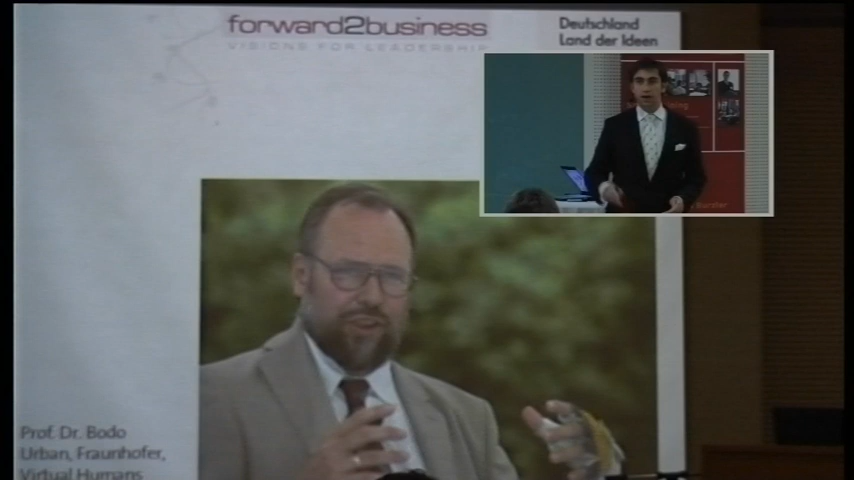 forward2business
VISIONS FOR LEADERSHIP
Deutschland
Land der Ideen
Prof. Dr. Bodo
Urban, Fraunhofer,
Virtual Humans